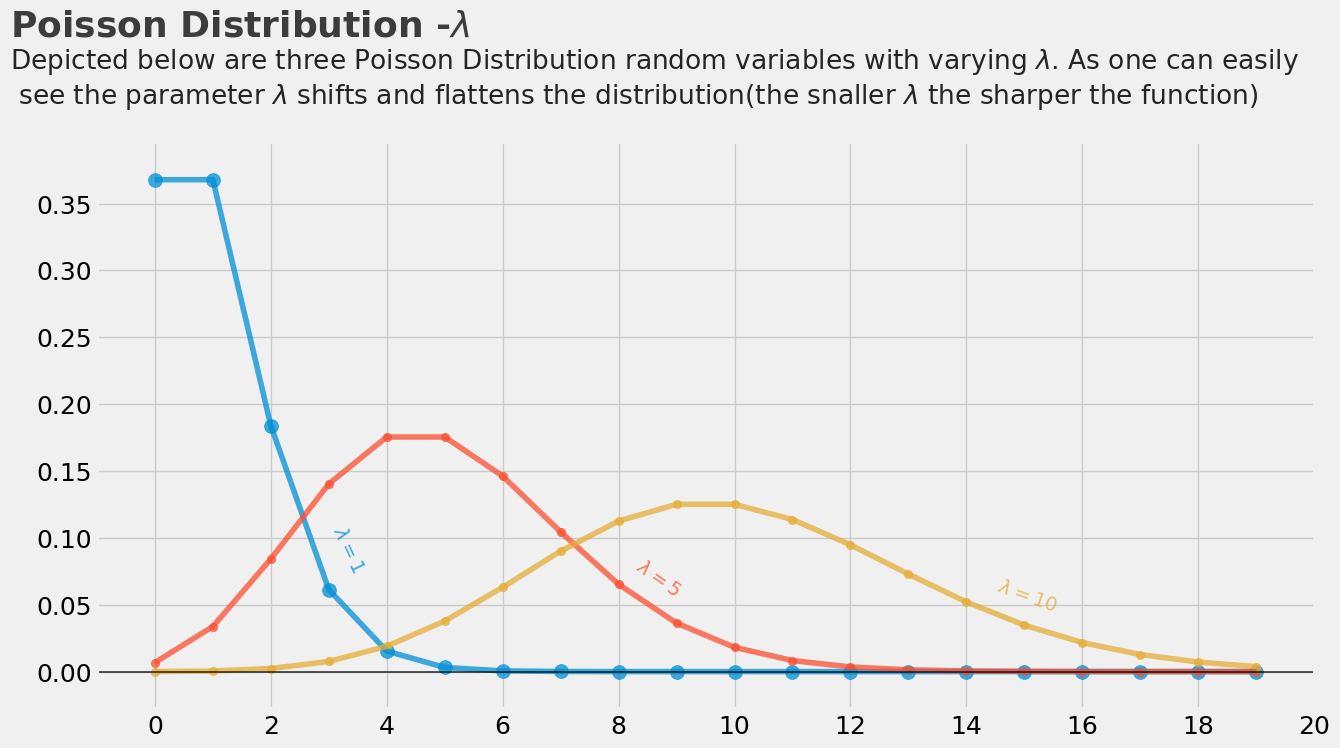 Poisson Distribution -λ
Depicted below are three Poisson Distribution random variables with varying λ. As one can easily
see the parameter λ shifts and flattens the distribution(the snaller λ the sharper the function)
0.35
0.30
0.25
0.20
0.15
0.10
0.05
0.00
λ = 1
λ = 5
λ = 10
0 2 4 6 8 10 12 14 16 18 20